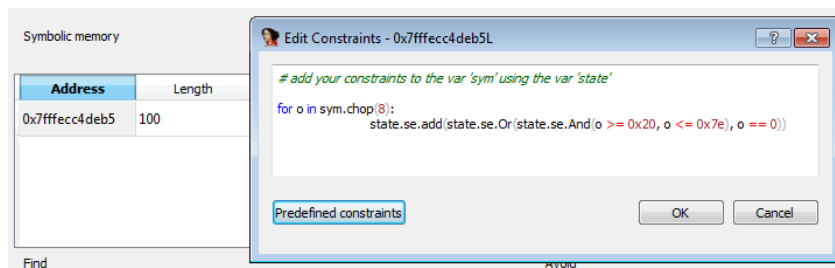 Symbolic memory
Address Length
0x7fffecc4deb5 100
Edit Constraints - 0x7fffecc4deb5L
# add your constraints to the var 'sym' using the var 'state'
for o in sym.chop(8):
state.se.add(state.se.Or(state.se.And(o >= 0x20, o <= 0x7e), o == 0))
Predefined constraints
OK Cancel
Find Avoid